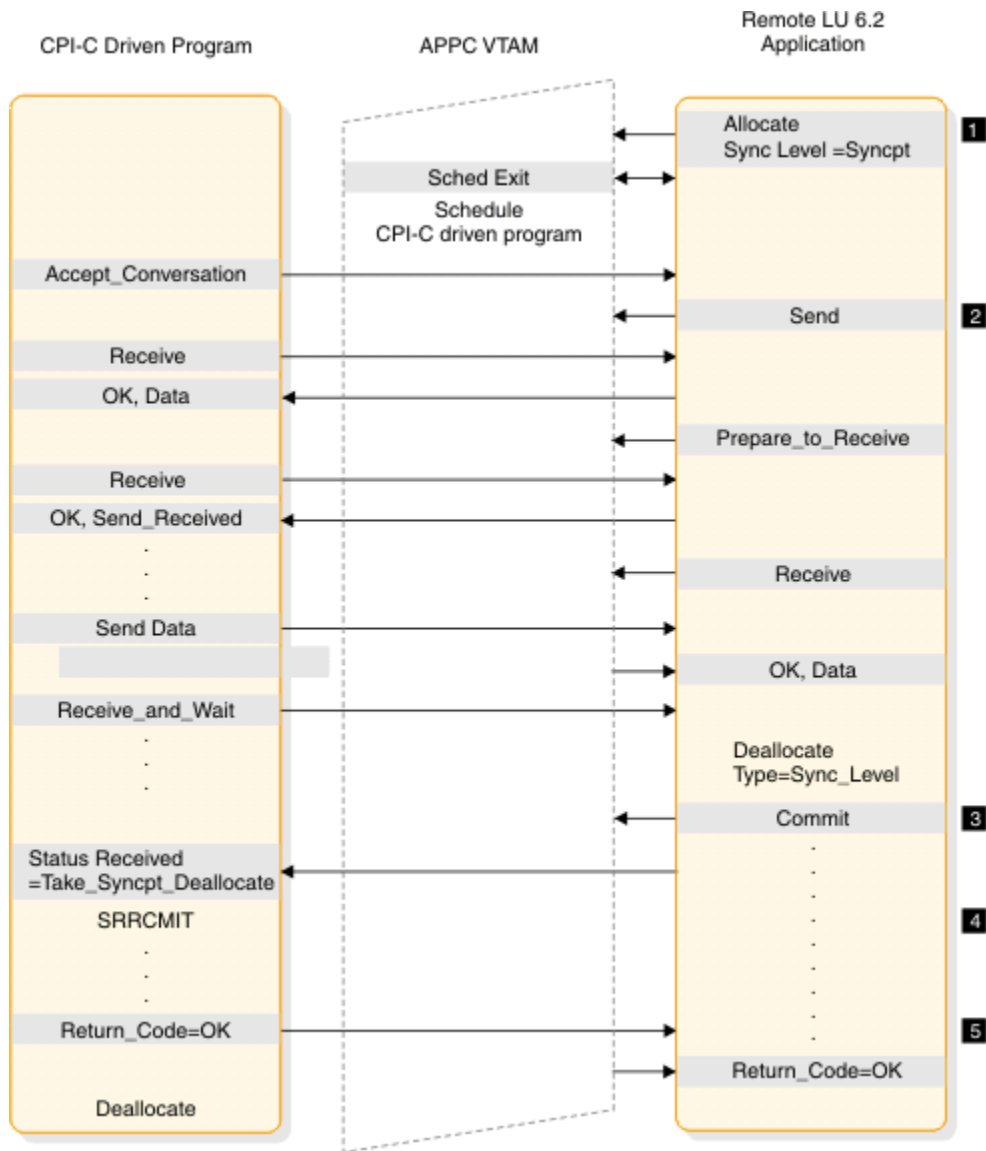 CPI-C Driven Program
APPC VTAM
Remote LU 6.2
Application
Allocate
Sync Level =Syncpt
1
Sched Exit
Schedule
CPI-C driven program
Accept_Conversation
Send
2
Receive
OK, Data
Prepare_to_Receive
Receive
OK, Send_Received
.
.
.
Receive
Send Data
OK, Data
Receive_and_Wait
.
.
.
Deallocate
Type=Sync_Level
Commit
3
Status Received
=Take_Syncpt_Deallocate
.
.
.
.
.
.
.
.
.
SRRCMIT
4
.
.
.
Return_Code=OK
5
Return_Code=OK
Deallocate